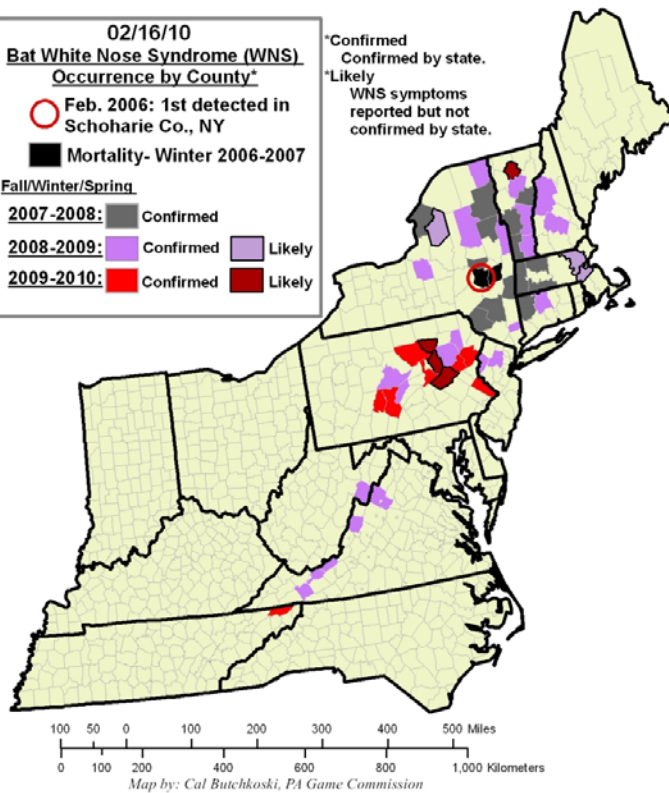 02/16/10
Bat White Nose Syndrome (WNS)
Occurrence by County*
Feb. 2006: 1st detected in
Schoharie Co., NY
Mortality- Winter 2006-2007
Fall/Winter/Spring
2007-2008: Confirmed
2008-2009: Confirmed Likely
2009-2010: Confirmed Likely
*Confirmed
Confirmed by state.
*Likely
WNS symptoms
reported but not
confirmed by state.
100 50 0 100 200 300 400 500 Miles
0 100 200 400 600 800 1,000 Kilometers
Map by: Cal Butchkoski, PA Game Commission